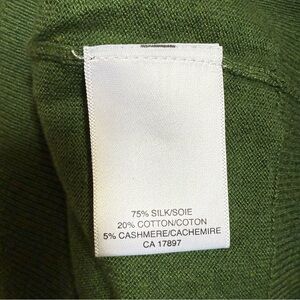 75% SILK/SOIE
20% COTTON/COTON
5% CASHMERE/CACHEMIRE
CA 17897